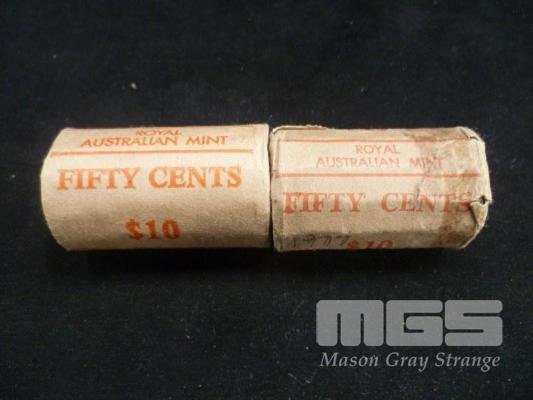 ROYAL
AUSTRALIAN MINT
FIFTY CENTS
$10
ROYAL
AUSTRALIAN MINT
FIFTY CENTS
$10
MGS
Mason Gray Strange